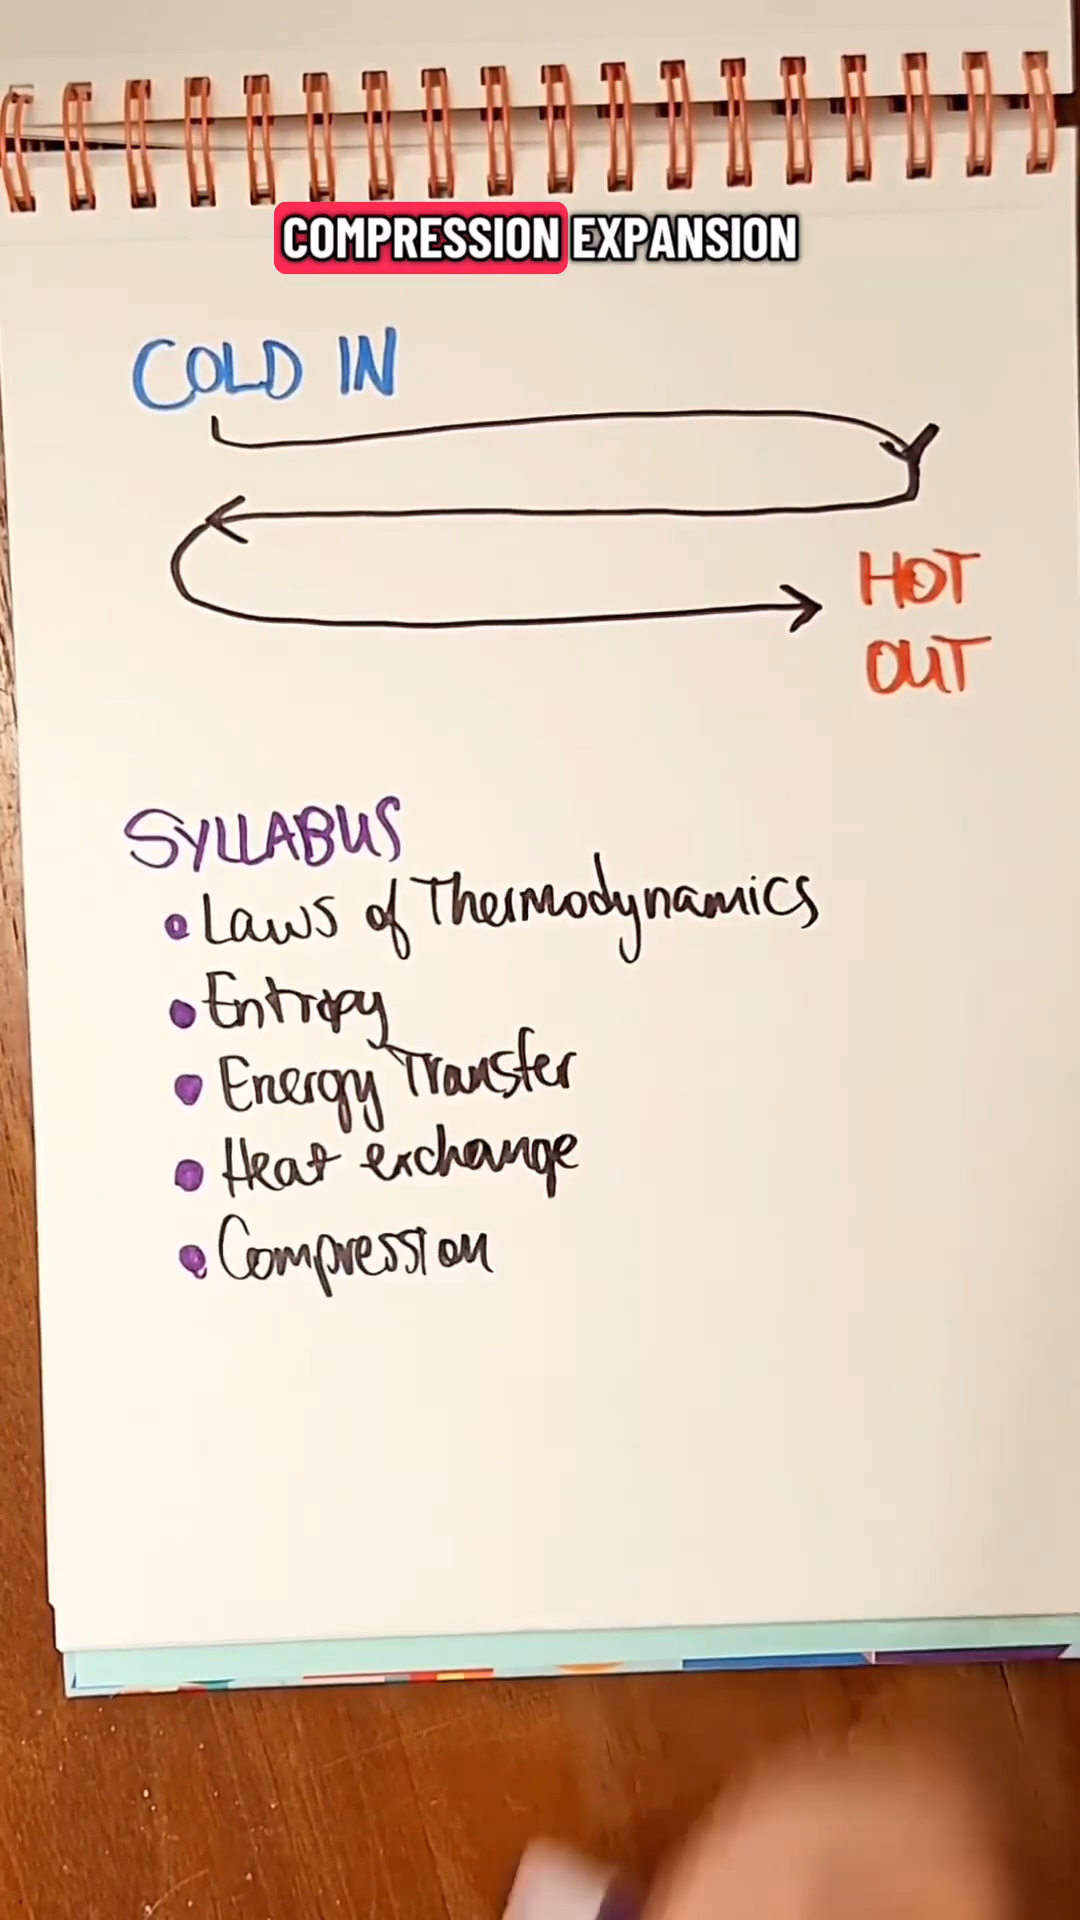 COMPRESSION EXPANSION
COLD IN
HOT
OUT
SYLLABUS
Laws of Thermodynamics
Entropy
Energy Transfer
Heat exchange
Compression